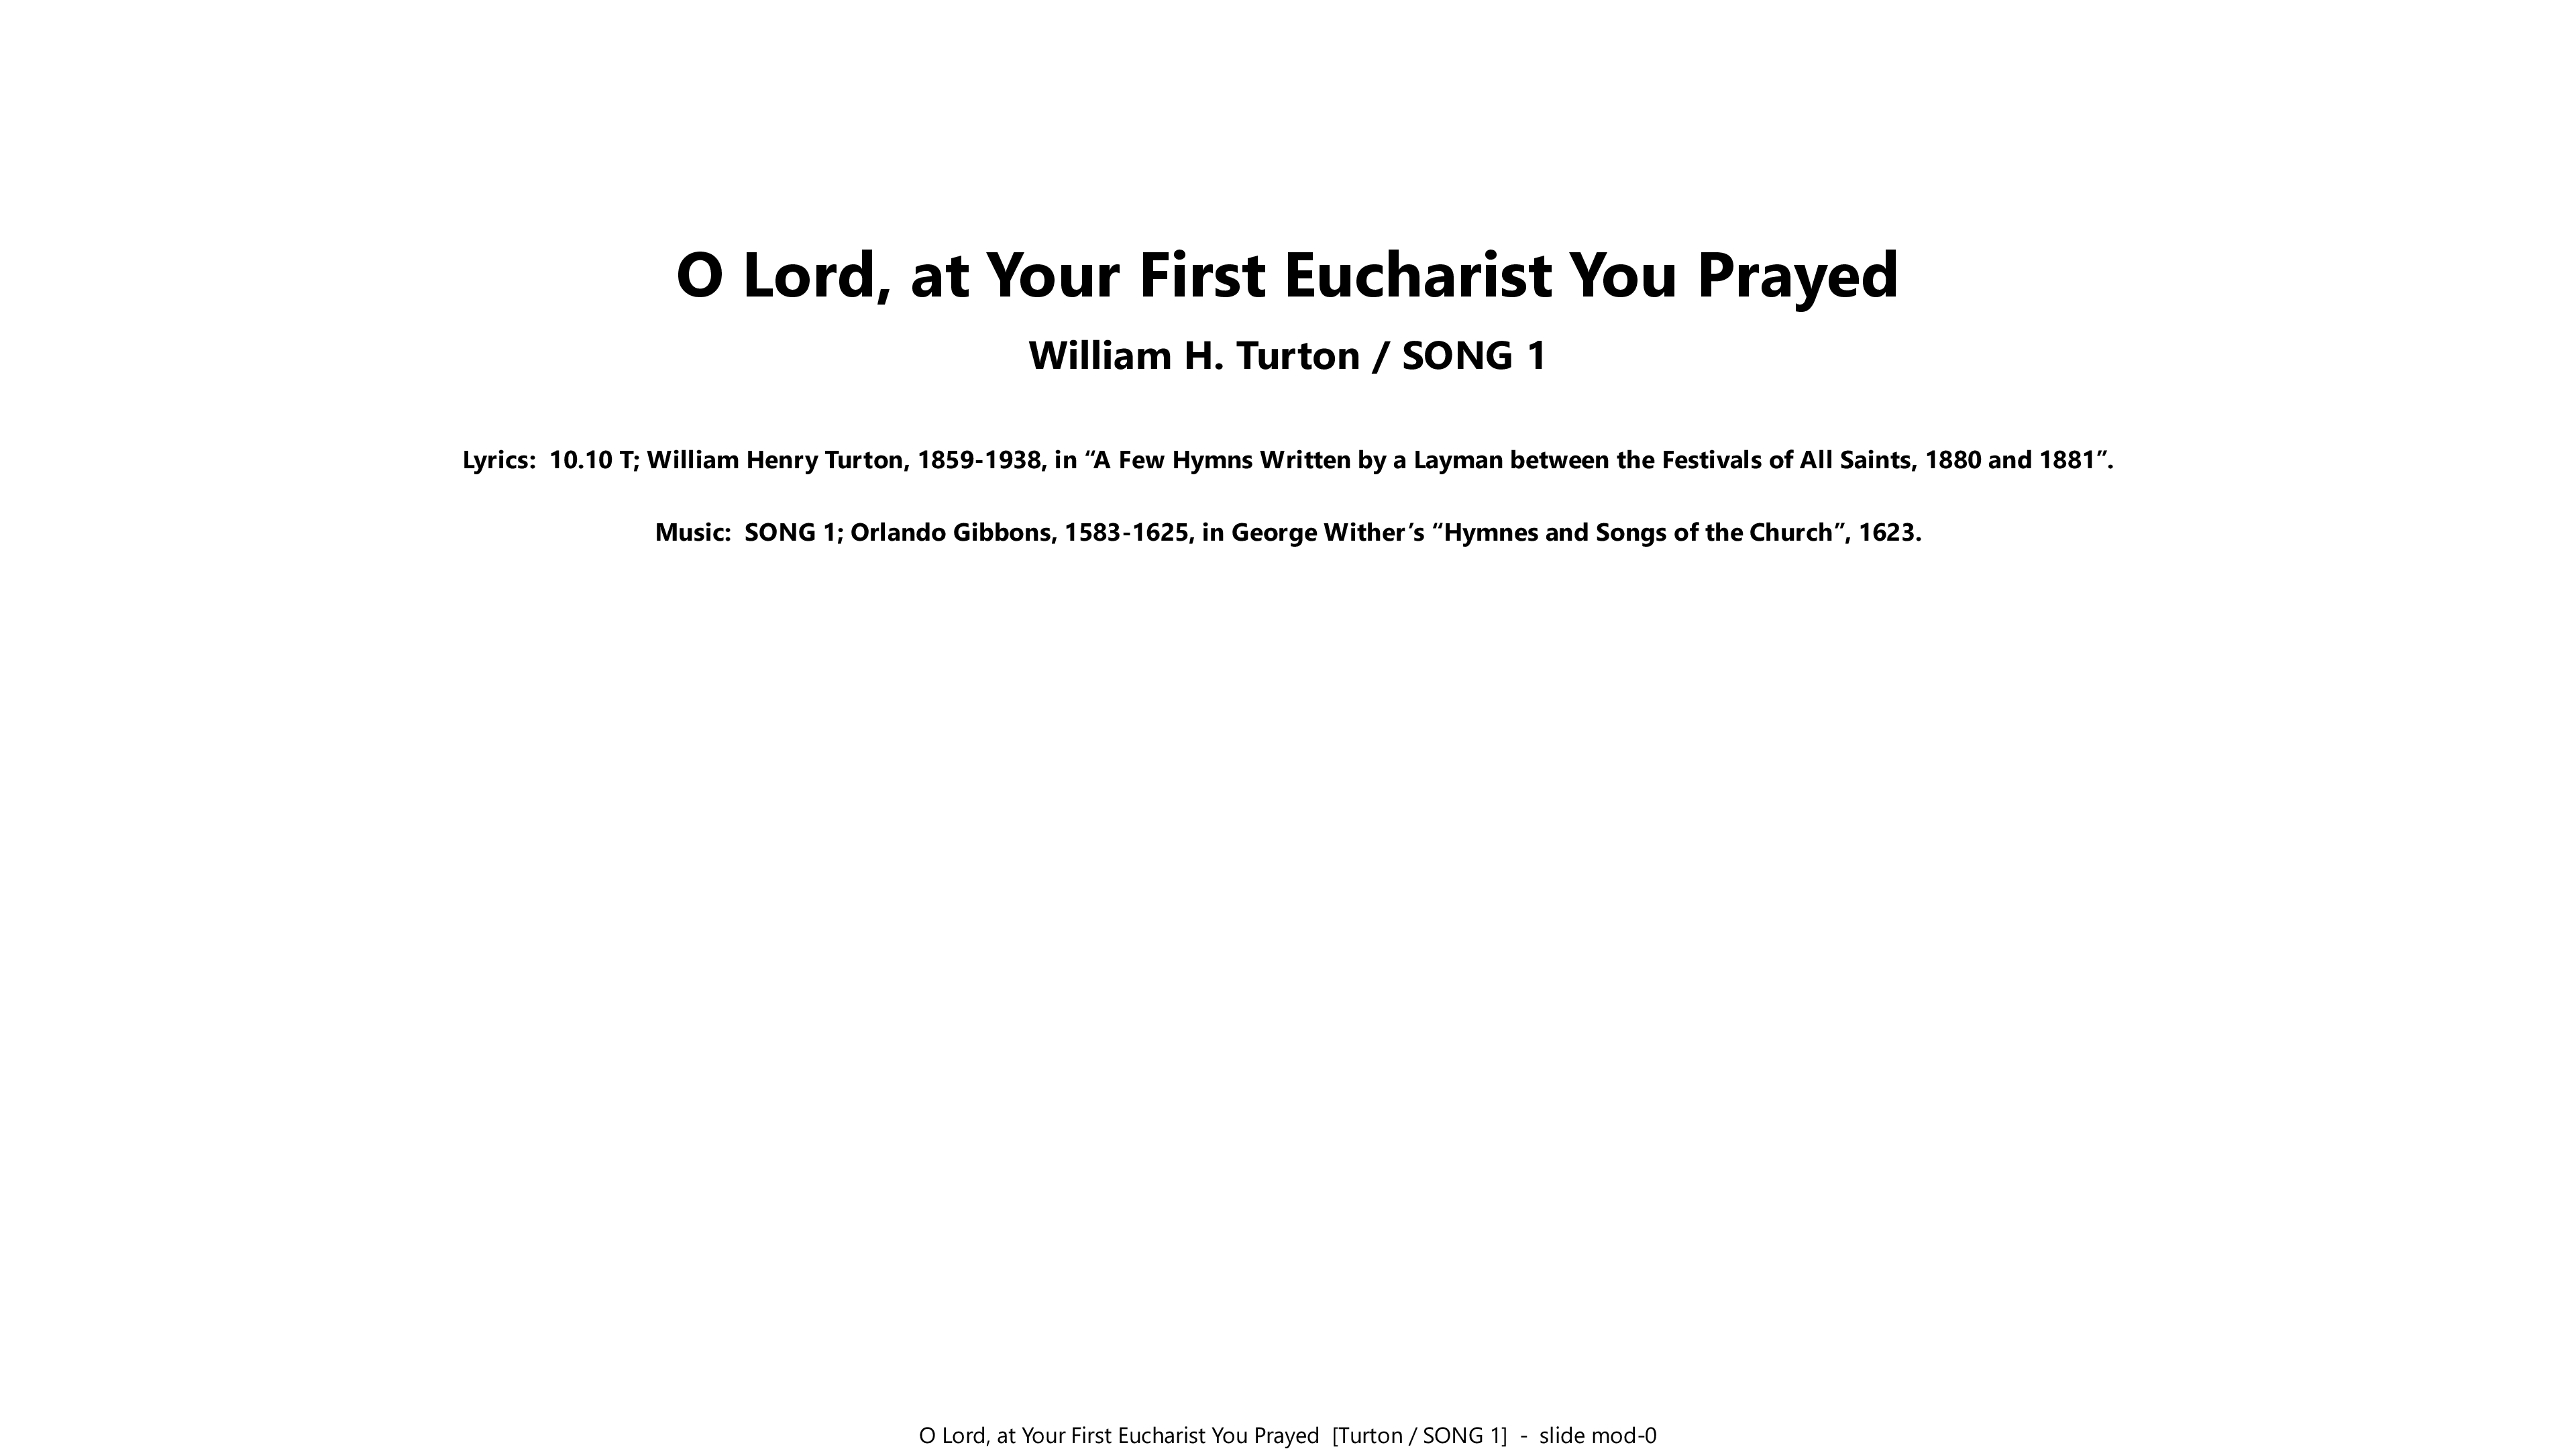 O Lord, at Your First Eucharist You Prayed
William H. Turton / SONG 1
Lyrics:  10.10 T; William Henry Turton, 1859-1938, in “A Few Hymns Written by a Layman between the Festivals of All Saints, 1880 and 1881”.
Music:  SONG 1; Orlando Gibbons, 1583-1625, in George Wither’s “Hymnes and Songs of the Church”, 1623.
O Lord, at Your First Eucharist You Prayed  [Turton / SONG 1]  -  slide mod-0